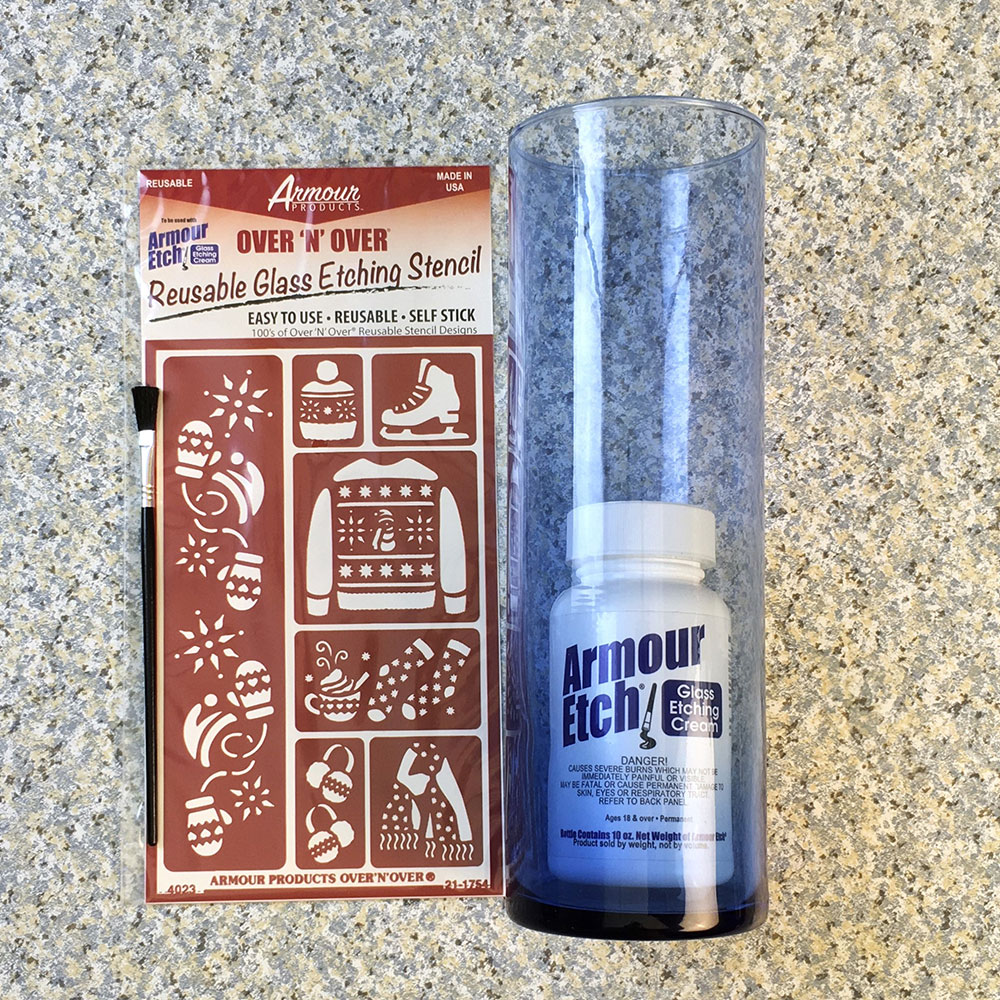 REUSABLE
Armour
PRODUCTS™
MADE IN
USA
To be used with
Armour
Etch
Glass
Etching
Cream
OVER 'N' OVER®
Reusable Glass Etching Stencil
EASY TO USE • REUSABLE • SELF STICK
100's of Over 'N' Over® Reusable Stencil Designs
4023
ARMOUR PRODUCTS OVER'N'OVER®
21-1754
Armour
Etch®
Glass
Etching
Cream
DANGER!
CAUSES SEVERE BURNS WHICH MAY NOT BE
IMMEDIATELY PAINFUL OR VISIBLE
MAY BE FATAL OR CAUSE PERMANENT DAMAGE TO
SKIN, EYES OR RESPIRATORY TRACT.
REFER TO BACK PANEL
Ages 18 & over • Permanent
Bottle Contains 10 oz. Net Weight of Armour Etch®
Product sold by weight, not by volume.